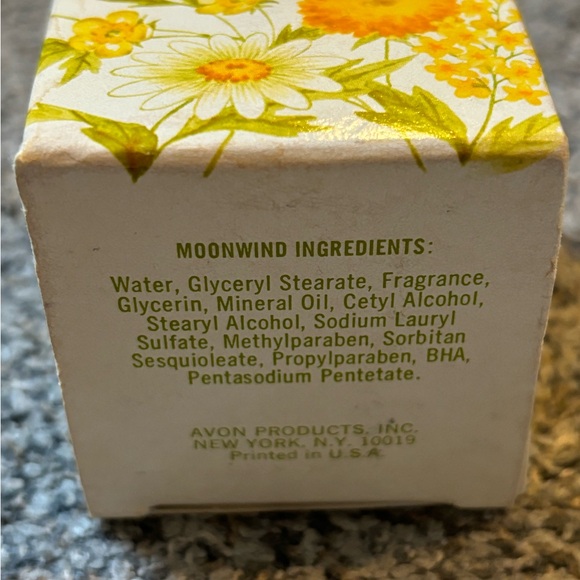 MOONWIND INGREDIENTS:
Water, Glyceryl Stearate, Fragrance,
Glycerin, Mineral Oil, Cetyl Alcohol,
Stearyl Alcohol, Sodium Lauryl
Sulfate, Methylparaben, Sorbitan
Sesquioleate, Propylparaben, BHA,
Pentasodium Pentetate.
AVON PRODUCTS, INC.
NEW YORK, N.Y. 10019
Printed in U.S.A.